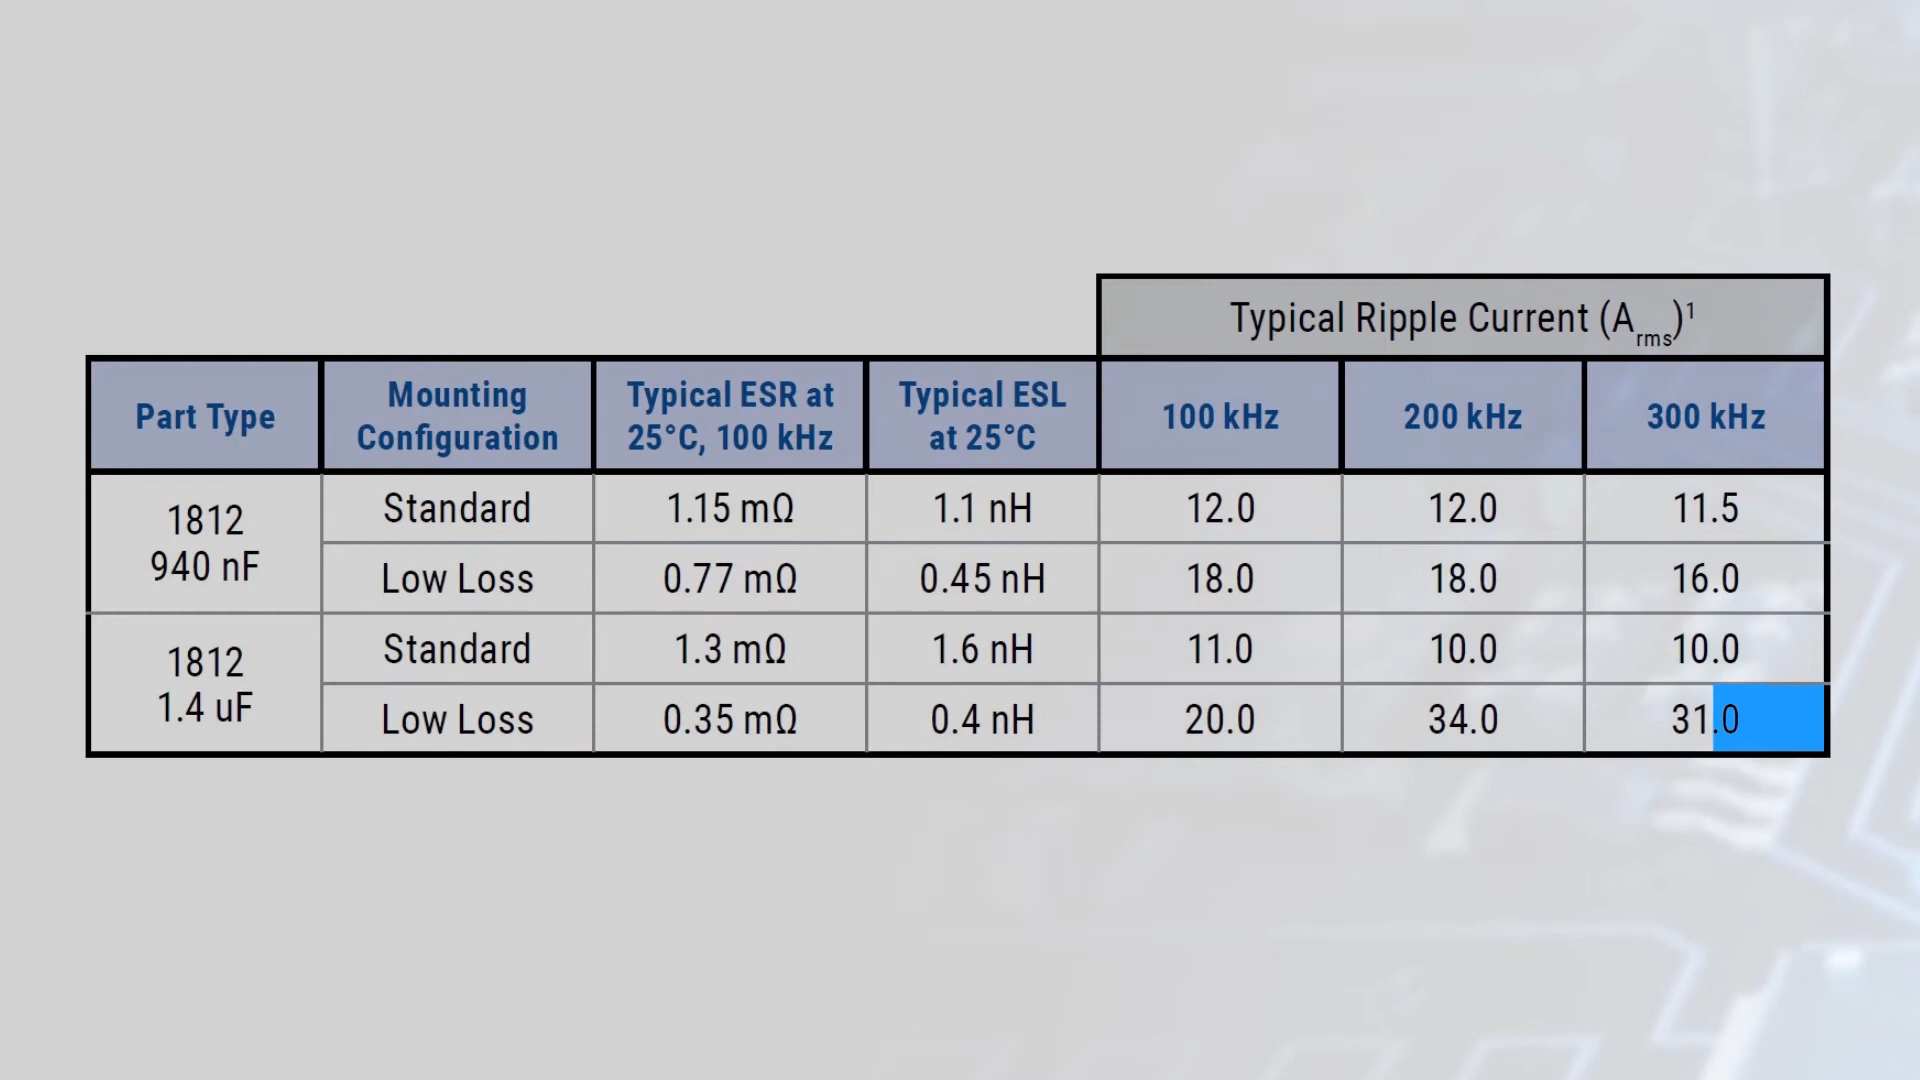 Typical Ripple Current (Arms)1
Part Type
Mounting
Configuration
Typical ESR at
25°C, 100 kHz
Typical ESL
at 25°C
100 kHz
200 kHz
300 kHz
1812
940 nF
Standard
1.15 mΩ
1.1 nH
12.0
12.0
11.5
Low Loss
0.77 mΩ
0.45 nH
18.0
18.0
16.0
1812
1.4 uF
Standard
1.3 mΩ
1.6 nH
11.0
10.0
10.0
Low Loss
0.35 mΩ
0.4 nH
20.0
34.0
31.0